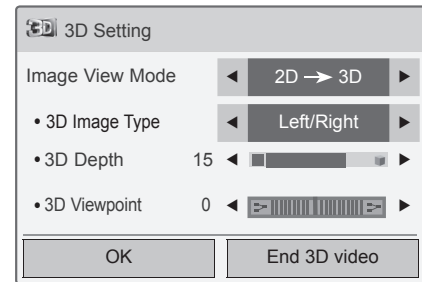 3D 3D Setting
Image View Mode ◄ 2D → 3D ►
• 3D Image Type ◄ Left/Right ►
• 3D Depth 15 ◄ ►
• 3D Viewpoint 0 ◄ ►
OK End 3D video